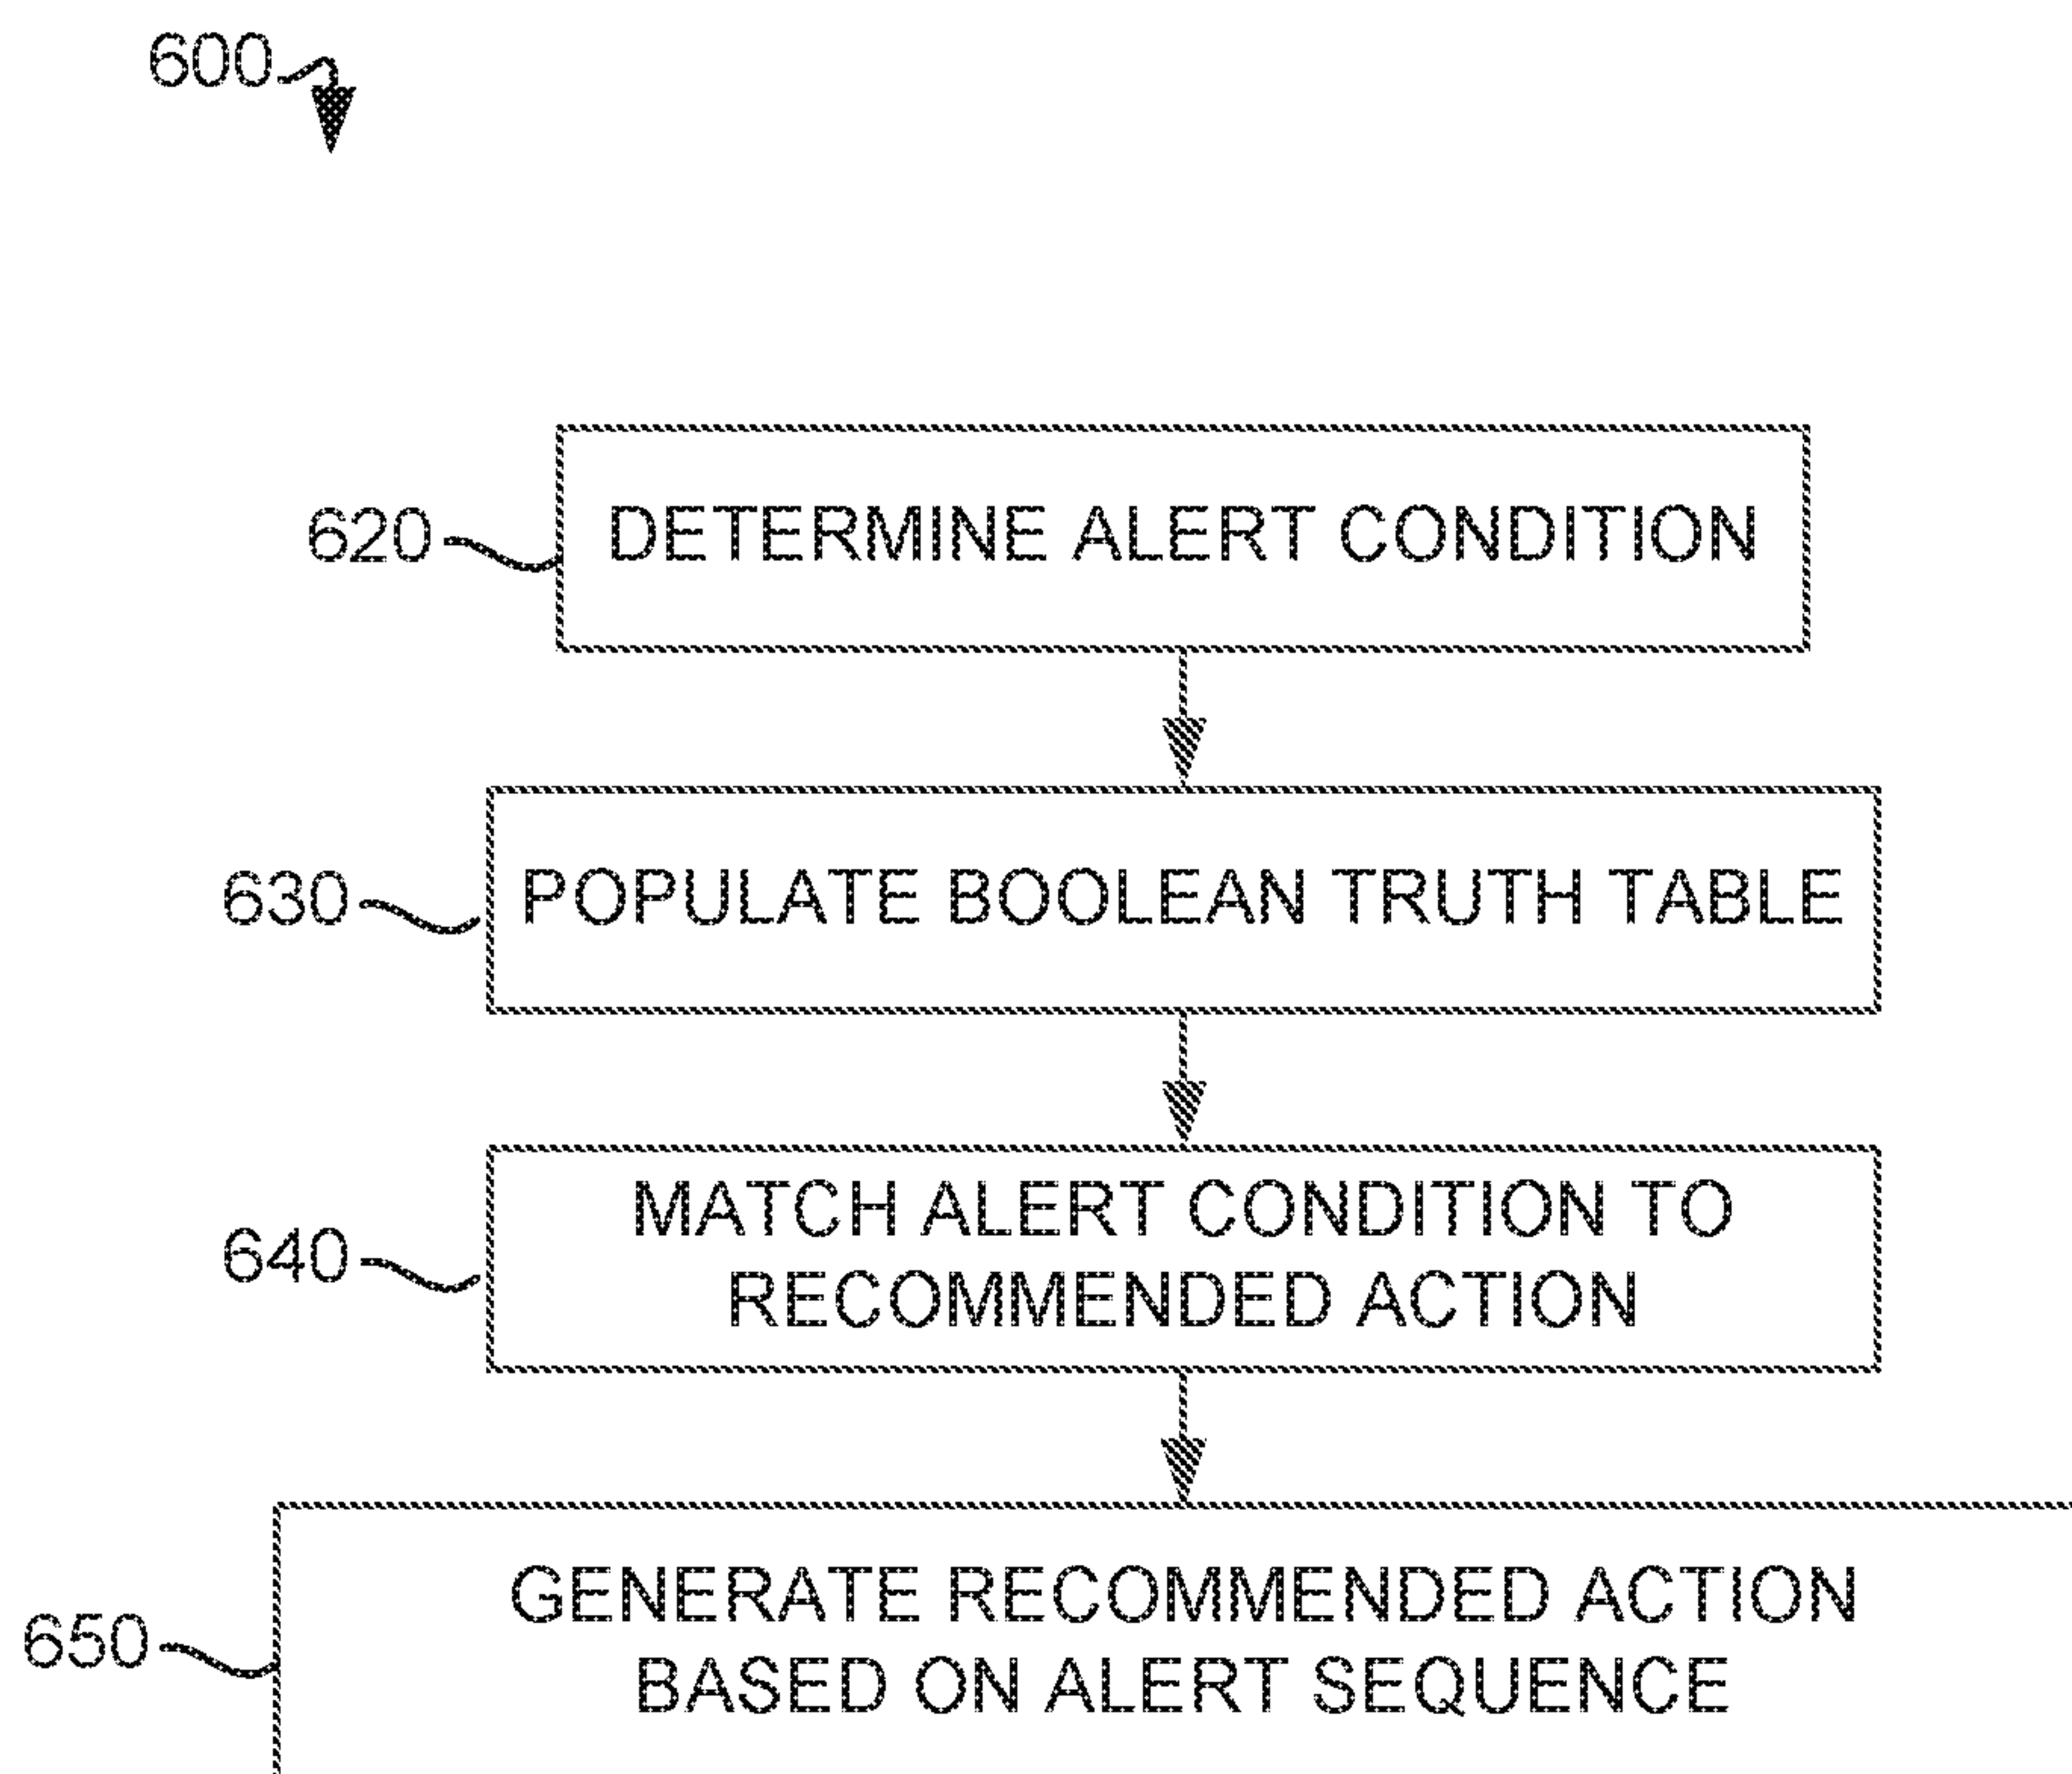 600
620
DETERMINE ALERT CONDITION
630
POPULATE BOOLEAN TRUTH TABLE
640
MATCH ALERT CONDITION TO
RECOMMENDED ACTION
650
GENERATE RECOMMENDED ACTION
BASED ON ALERT SEQUENCE